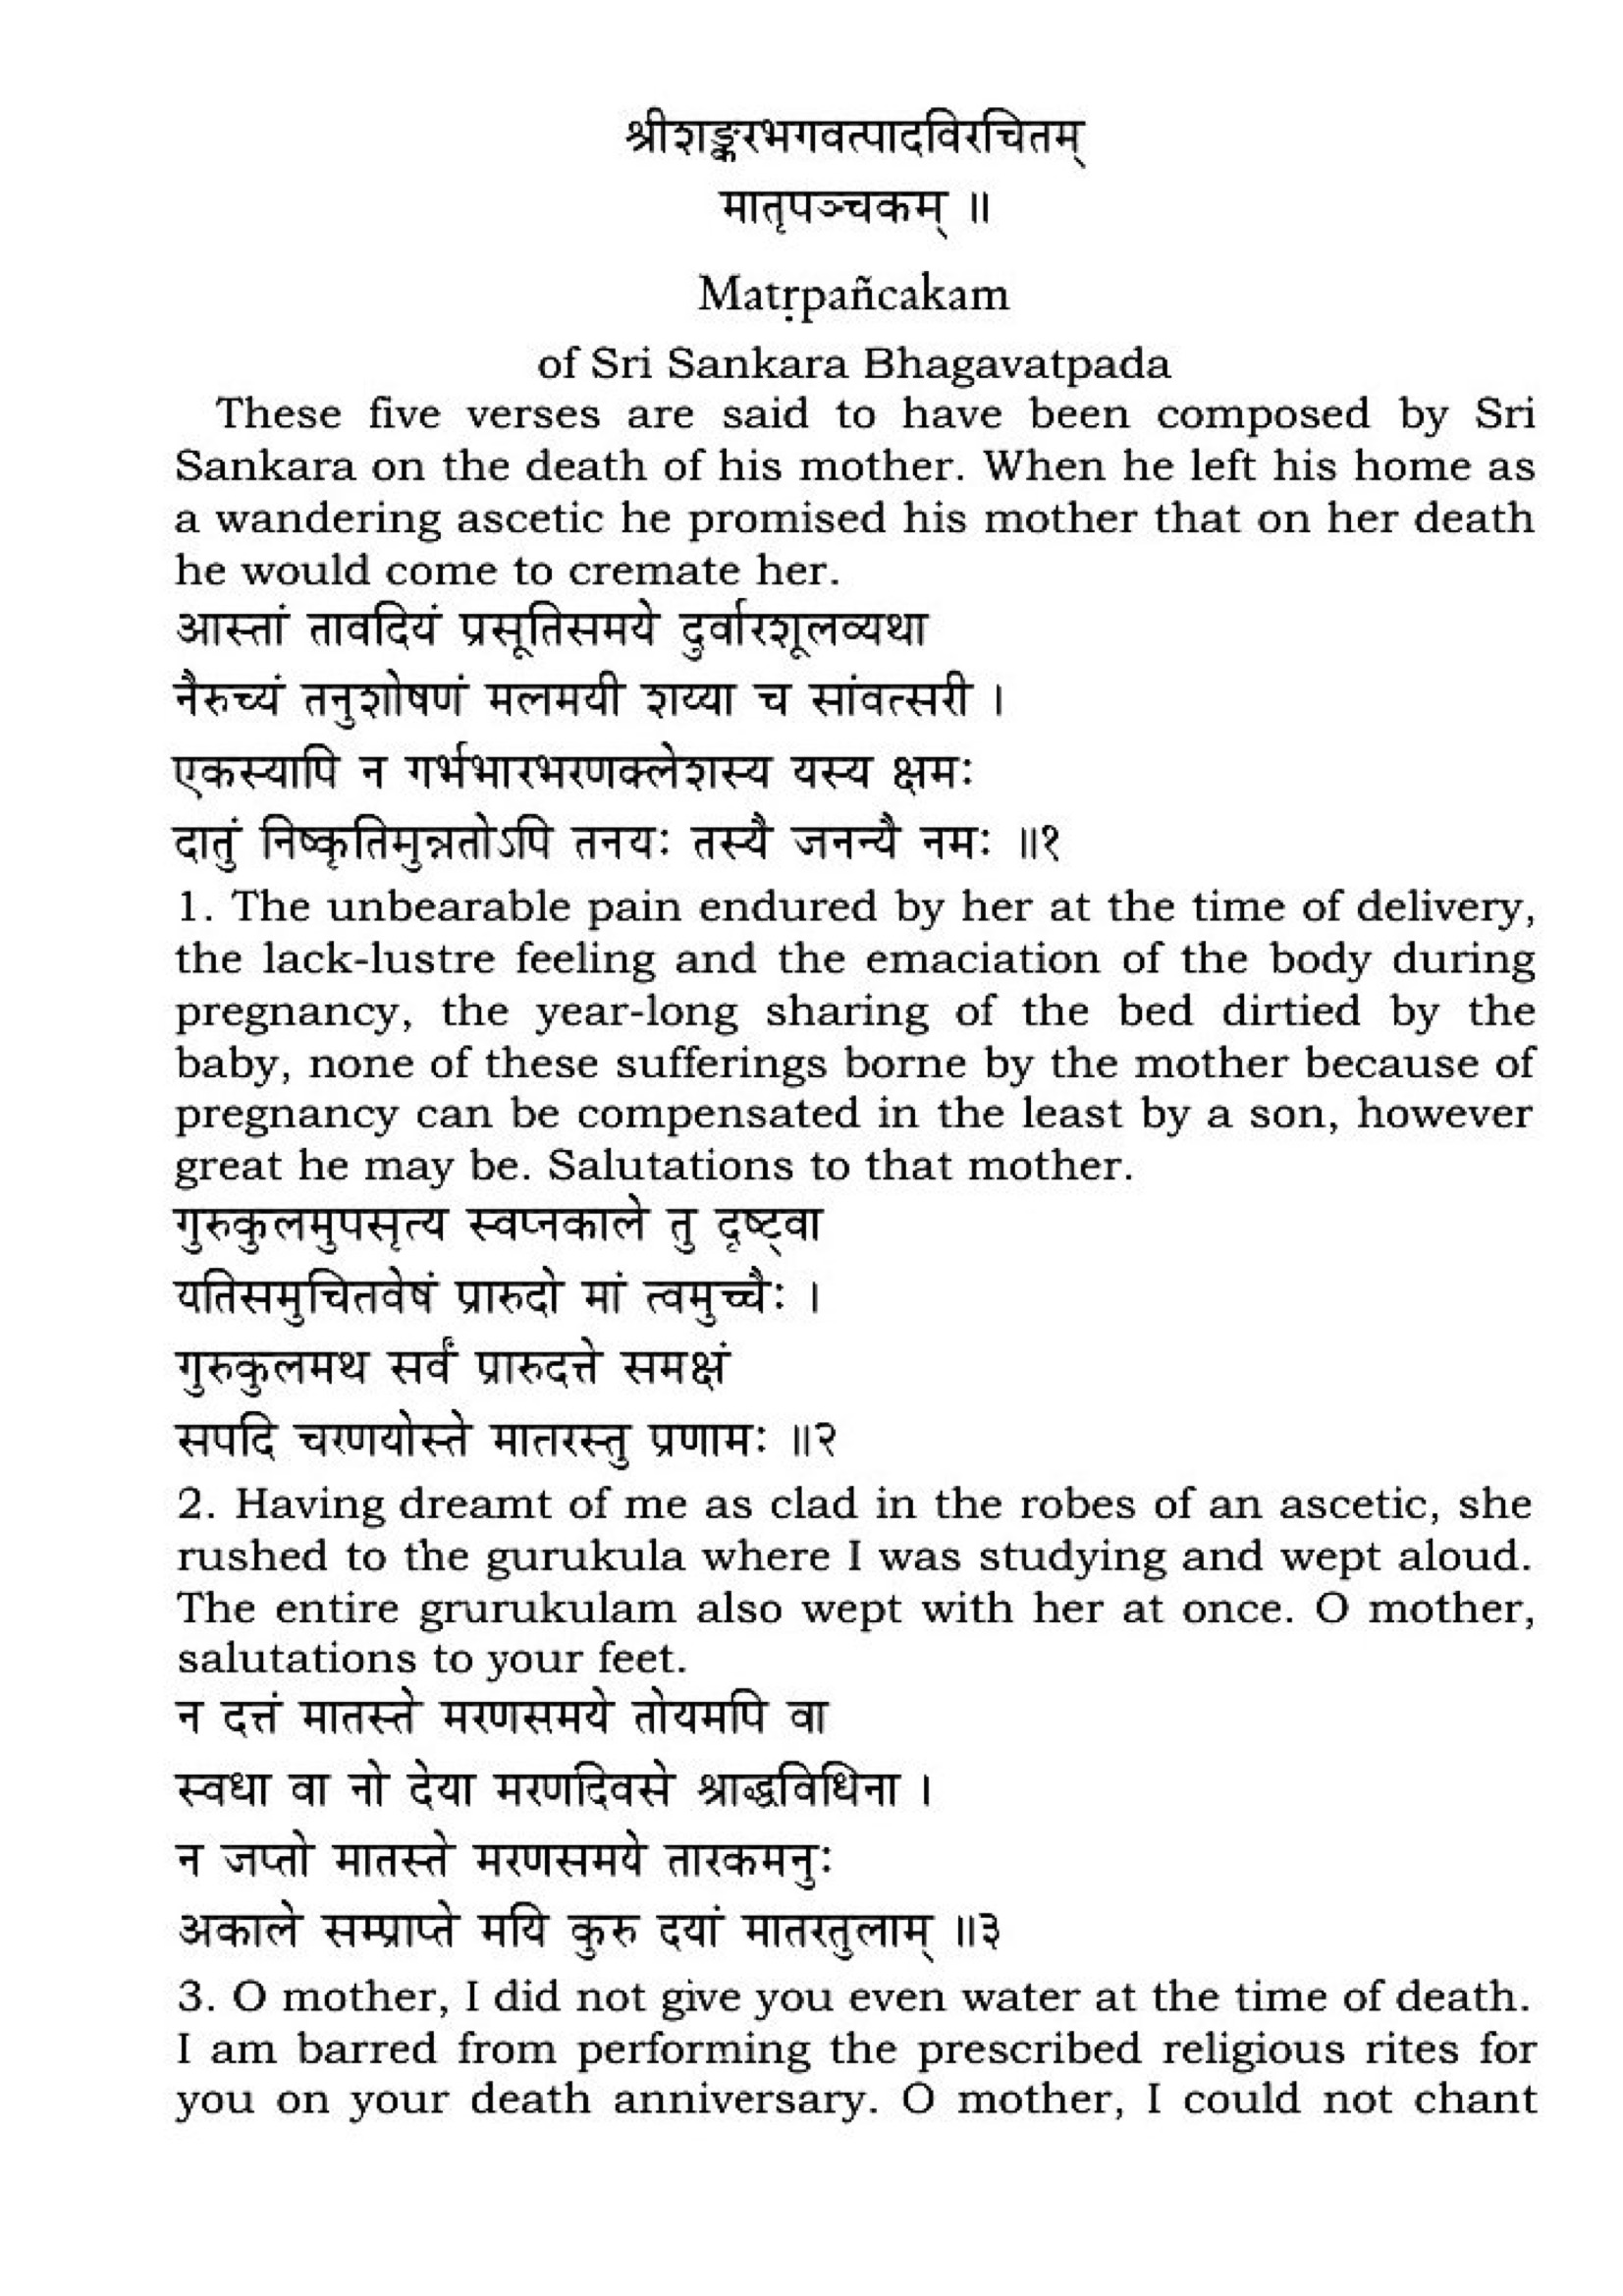 श्रीशङ्करभगवत्पादविरचितम्
मातृपञ्चकम् ॥
Matṛpañcakam
of Sri Sankara Bhagavatpada
These five verses are said to have been composed by Sri
Sankara on the death of his mother. When he left his home as
a wandering ascetic he promised his mother that on her death
he would come to cremate her.
आस्तां तावदियं प्रसूतिसमये दुर्वारशूलव्यथा
नैरुच्यं तनुशोषणं मलमयी शय्या च सांवत्सरी ।
एकस्यापि न गर्भभारभरणक्लेशस्य यस्य क्षमः
दातुं निष्कृतिमुन्नतोऽपि तनयः तस्यै जनन्यै नमः ॥१
1. The unbearable pain endured by her at the time of delivery,
the lack-lustre feeling and the emaciation of the body during
pregnancy, the year-long sharing of the bed dirtied by the
baby, none of these sufferings borne by the mother because of
pregnancy can be compensated in the least by a son, however
great he may be. Salutations to that mother.
गुरुकुलमुपसृत्य स्वप्नकाले तु दृष्ट्वा
यतिसमुचितवेषं प्रारुदो मां त्वमुच्चैः ।
गुरुकुलमथ सर्वं प्रारुदत्ते समक्षं
सपदि चरणयोस्ते मातरस्तु प्रणामः ॥२
2. Having dreamt of me as clad in the robes of an ascetic, she
rushed to the gurukula where I was studying and wept aloud.
The entire grurukulam also wept with her at once. O mother,
salutations to your feet.
न दत्तं मातस्ते मरणसमये तोयमपि वा
स्वधा वा नो देया मरणदिवसे श्राद्धविधिना ।
न जप्तो मातस्ते मरणसमये तारकमनुः
अकाले सम्प्राप्ते मयि कुरु दयां मातरतुलाम् ॥३
3. O mother, I did not give you even water at the time of death.
I am barred from performing the prescribed religious rites for
you on your death anniversary. O mother, I could not chant